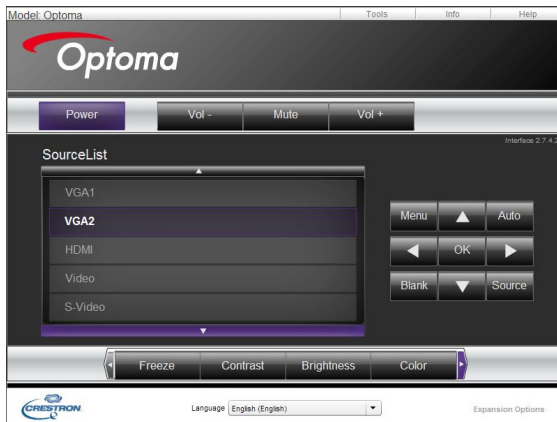 Model: Optoma
Tools Info Help
Optoma
Power Vol - Mute Vol +
Interface 2.7.4.2
SourceList
VGA1
VGA2
HDMI
Video
S-Video
Menu Auto
OK
Blank Source
Freeze Contrast Brightness Color
CRESTRON Language English (English) Expansion Options